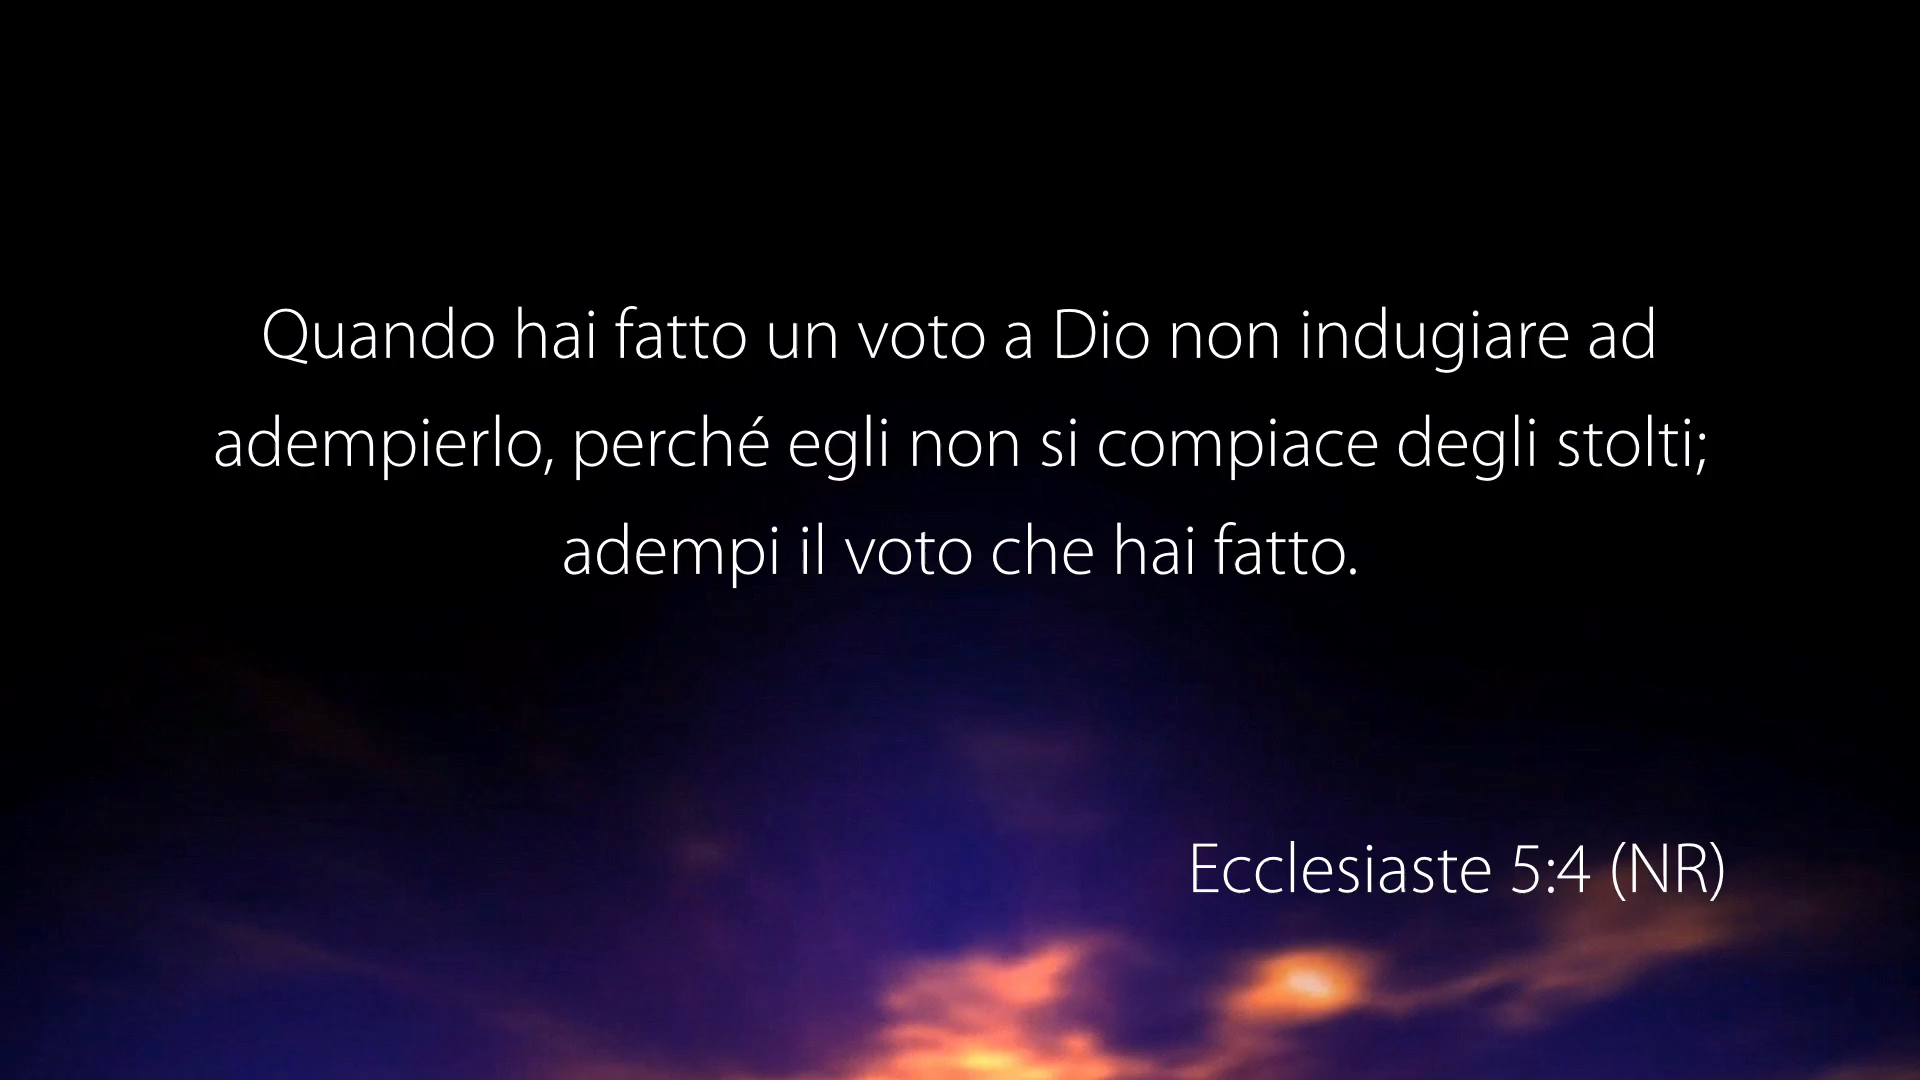 Quando hai fatto un voto a Dio non indugiare ad
adempierlo, perché egli non si compiace degli stolti;
adempi il voto che hai fatto.
Ecclesiaste 5:4 (NR)